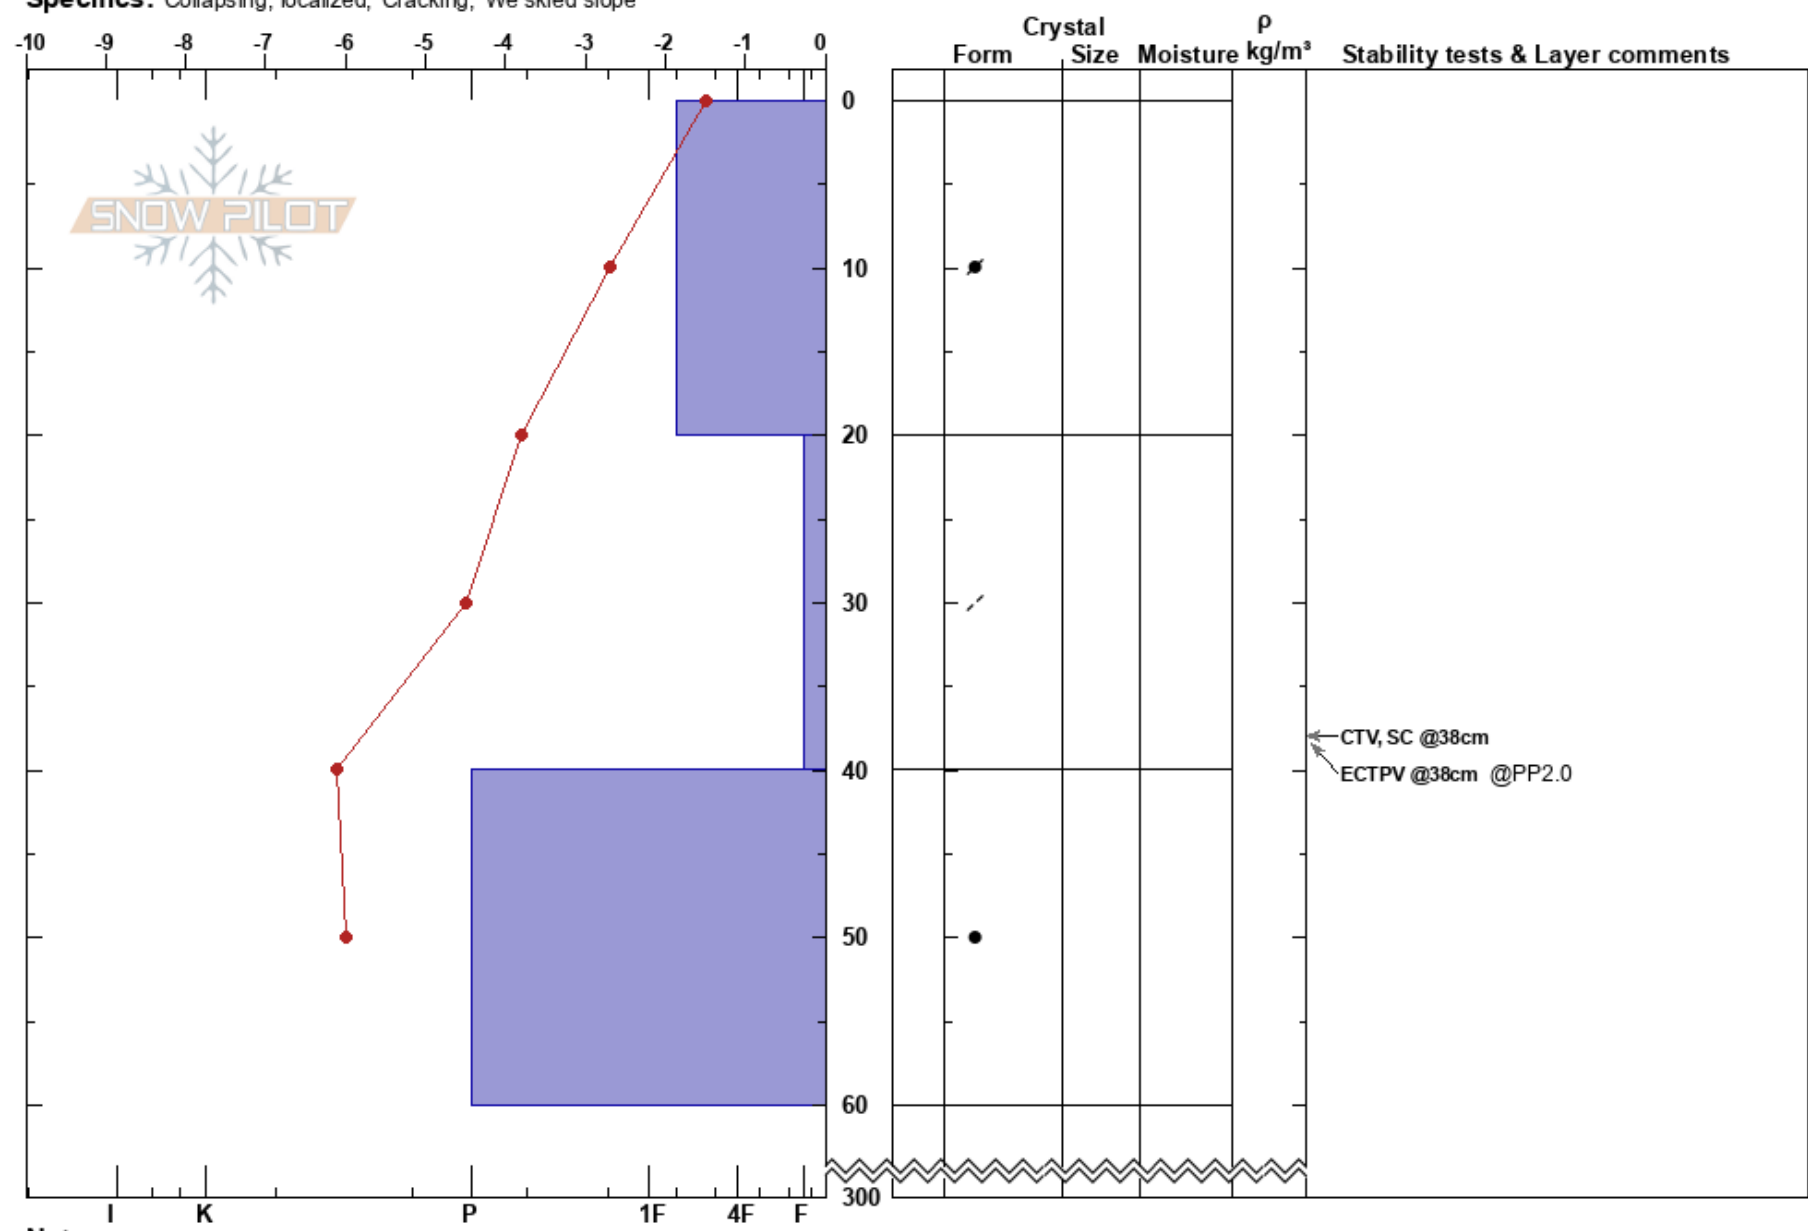 Specifics: Collapsing, localized, Cracking, We skied slope
-10 -9 -8 -7 -6 -5 -4 -3 -2 -1 0
Crystal ρ
Form Size Moisture kg/m³ Stability tests & Layer comments
0
SNOW PILOT
10
20
30
CTV, SC @38cm
40 ECTPV @38cm @PP2.0
50
60
300
I K P 1F 4F F